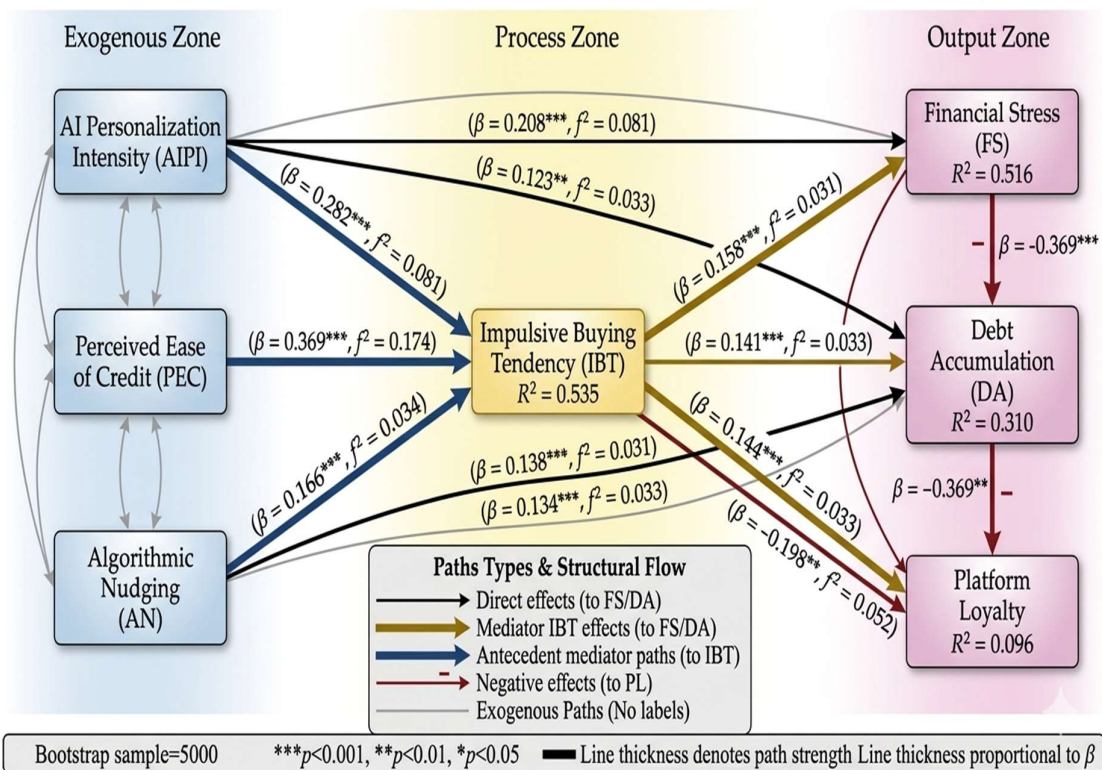 Exogenous Zone
Process Zone
Output Zone
AI Personalization
Intensity (AIPI)
Perceived Ease
of Credit (PEC)
Algorithmic
Nudging
(AN)
(β = 0.208***, f² = 0.081)
(β = 0.123**, f² = 0.033)
(β = 0.282***, f² = 0.081)
(β = 0.369***, f² = 0.174)
(β = 0.166***, f² = 0.034)
Impulsive Buying
Tendency (IBT)
R² = 0.535
(β = 0.158***, f² = 0.031)
(β = 0.141***, f² = 0.033)
(β = 0.144***, f² = 0.033)
(β = -0.198**, f² = 0.052)
(β = 0.138***, f² = 0.031)
(β = 0.134***, f² = 0.033)
Financial Stress
(FS)
R² = 0.516
– β = -0.369***
Debt
Accumulation
(DA)
R² = 0.310
β = −0.369** –
Platform
Loyalty
R² = 0.096
Paths Types & Structural Flow
Direct effects (to FS/DA)
Mediator IBT effects (to FS/DA)
Antecedent mediator paths (to IBT)
–
Negative effects (to PL)
Exogenous Paths (No labels)
Bootstrap sample=5000 ***p<0.001, **p<0.01, *p<0.05 Line thickness denotes path strength Line thickness proportional to β